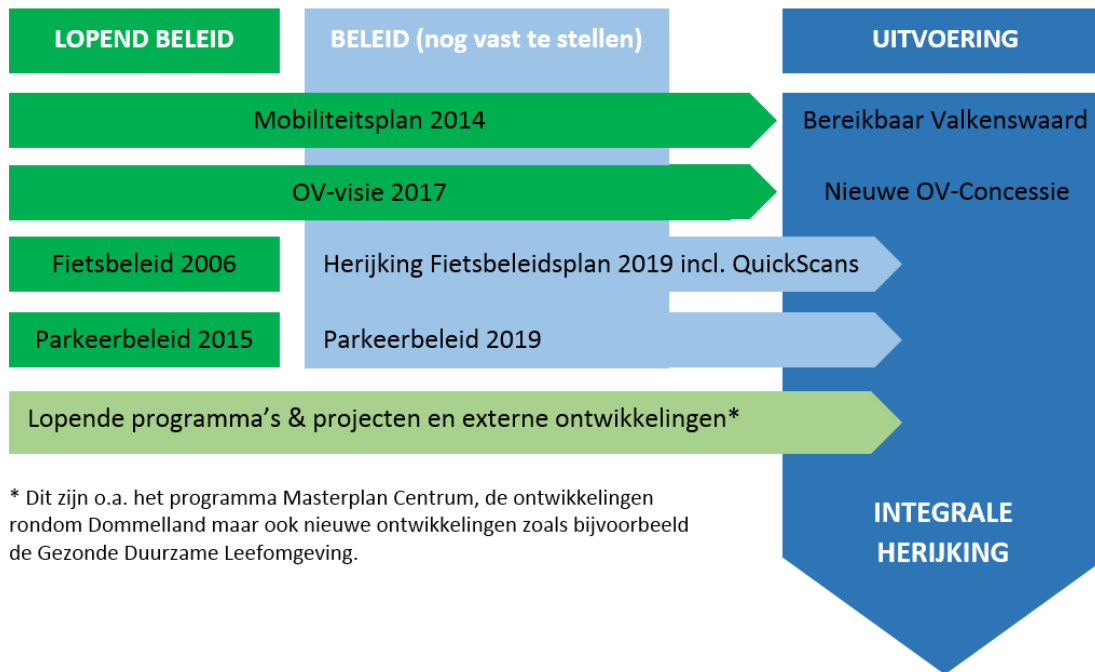 LOPEND BELEID
BELEID (nog vast te stellen)
UITVOERING
Mobiliteitsplan 2014
Bereikbaar Valkenswaard
OV-visie 2017
Nieuwe OV-Concessie
Fietsbeleid 2006
Herijking Fietsbeleidsplan 2019 incl. QuickScans
Parkeerbeleid 2015
Parkeerbeleid 2019
Lopende programma's & projecten en externe ontwikkelingen*
* Dit zijn o.a. het programma Masterplan Centrum, de ontwikkelingen
rondom Dommelland maar ook nieuwe ontwikkelingen zoals bijvoorbeeld
de Gezonde Duurzame Leefomgeving.
INTEGRALE
HERIJKING